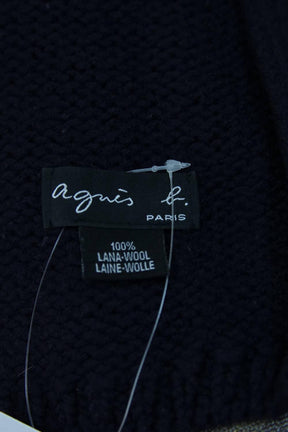 agnès b.
PARIS
100%
LANA-WOOL
LAINE-WOLLE